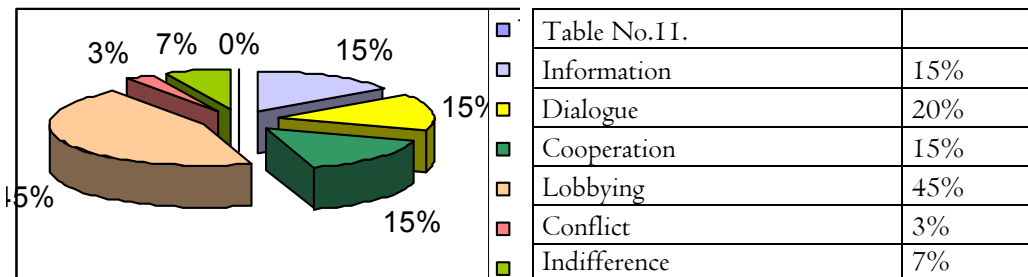 3% 7% 0% 15%
15%
45%
15%
Table No.11.
Information 15%
Dialogue 20%
Cooperation 15%
Lobbying 45%
Conflict 3%
Indifference 7%